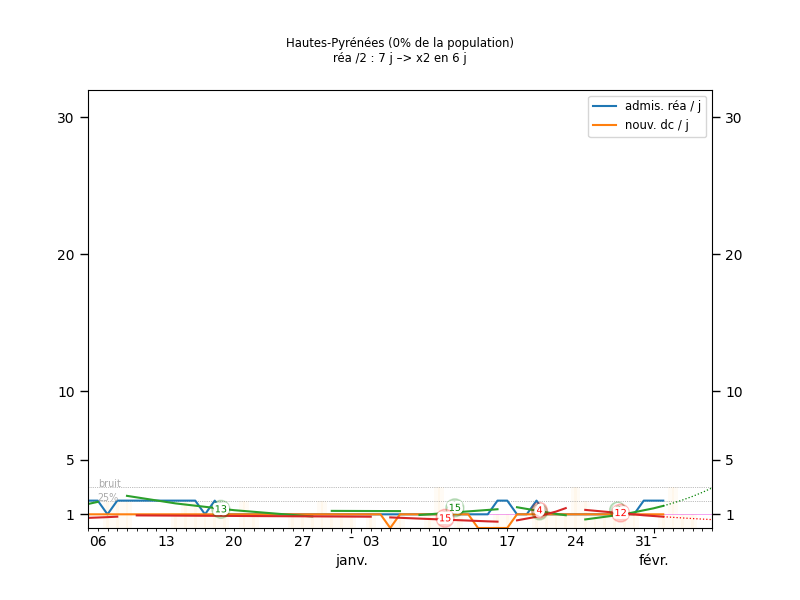 Hautes-Pyrénées (0% de la population)
réa /2 : 7 j –> x2 en 6 j
admis. réa / j
nouv. dc / j
30 30
20 20
10 10
5 5
bruit
25%
13 15 15 4 12
1 1
06 13 20 27 03 10 17 24 31
janv. févr.